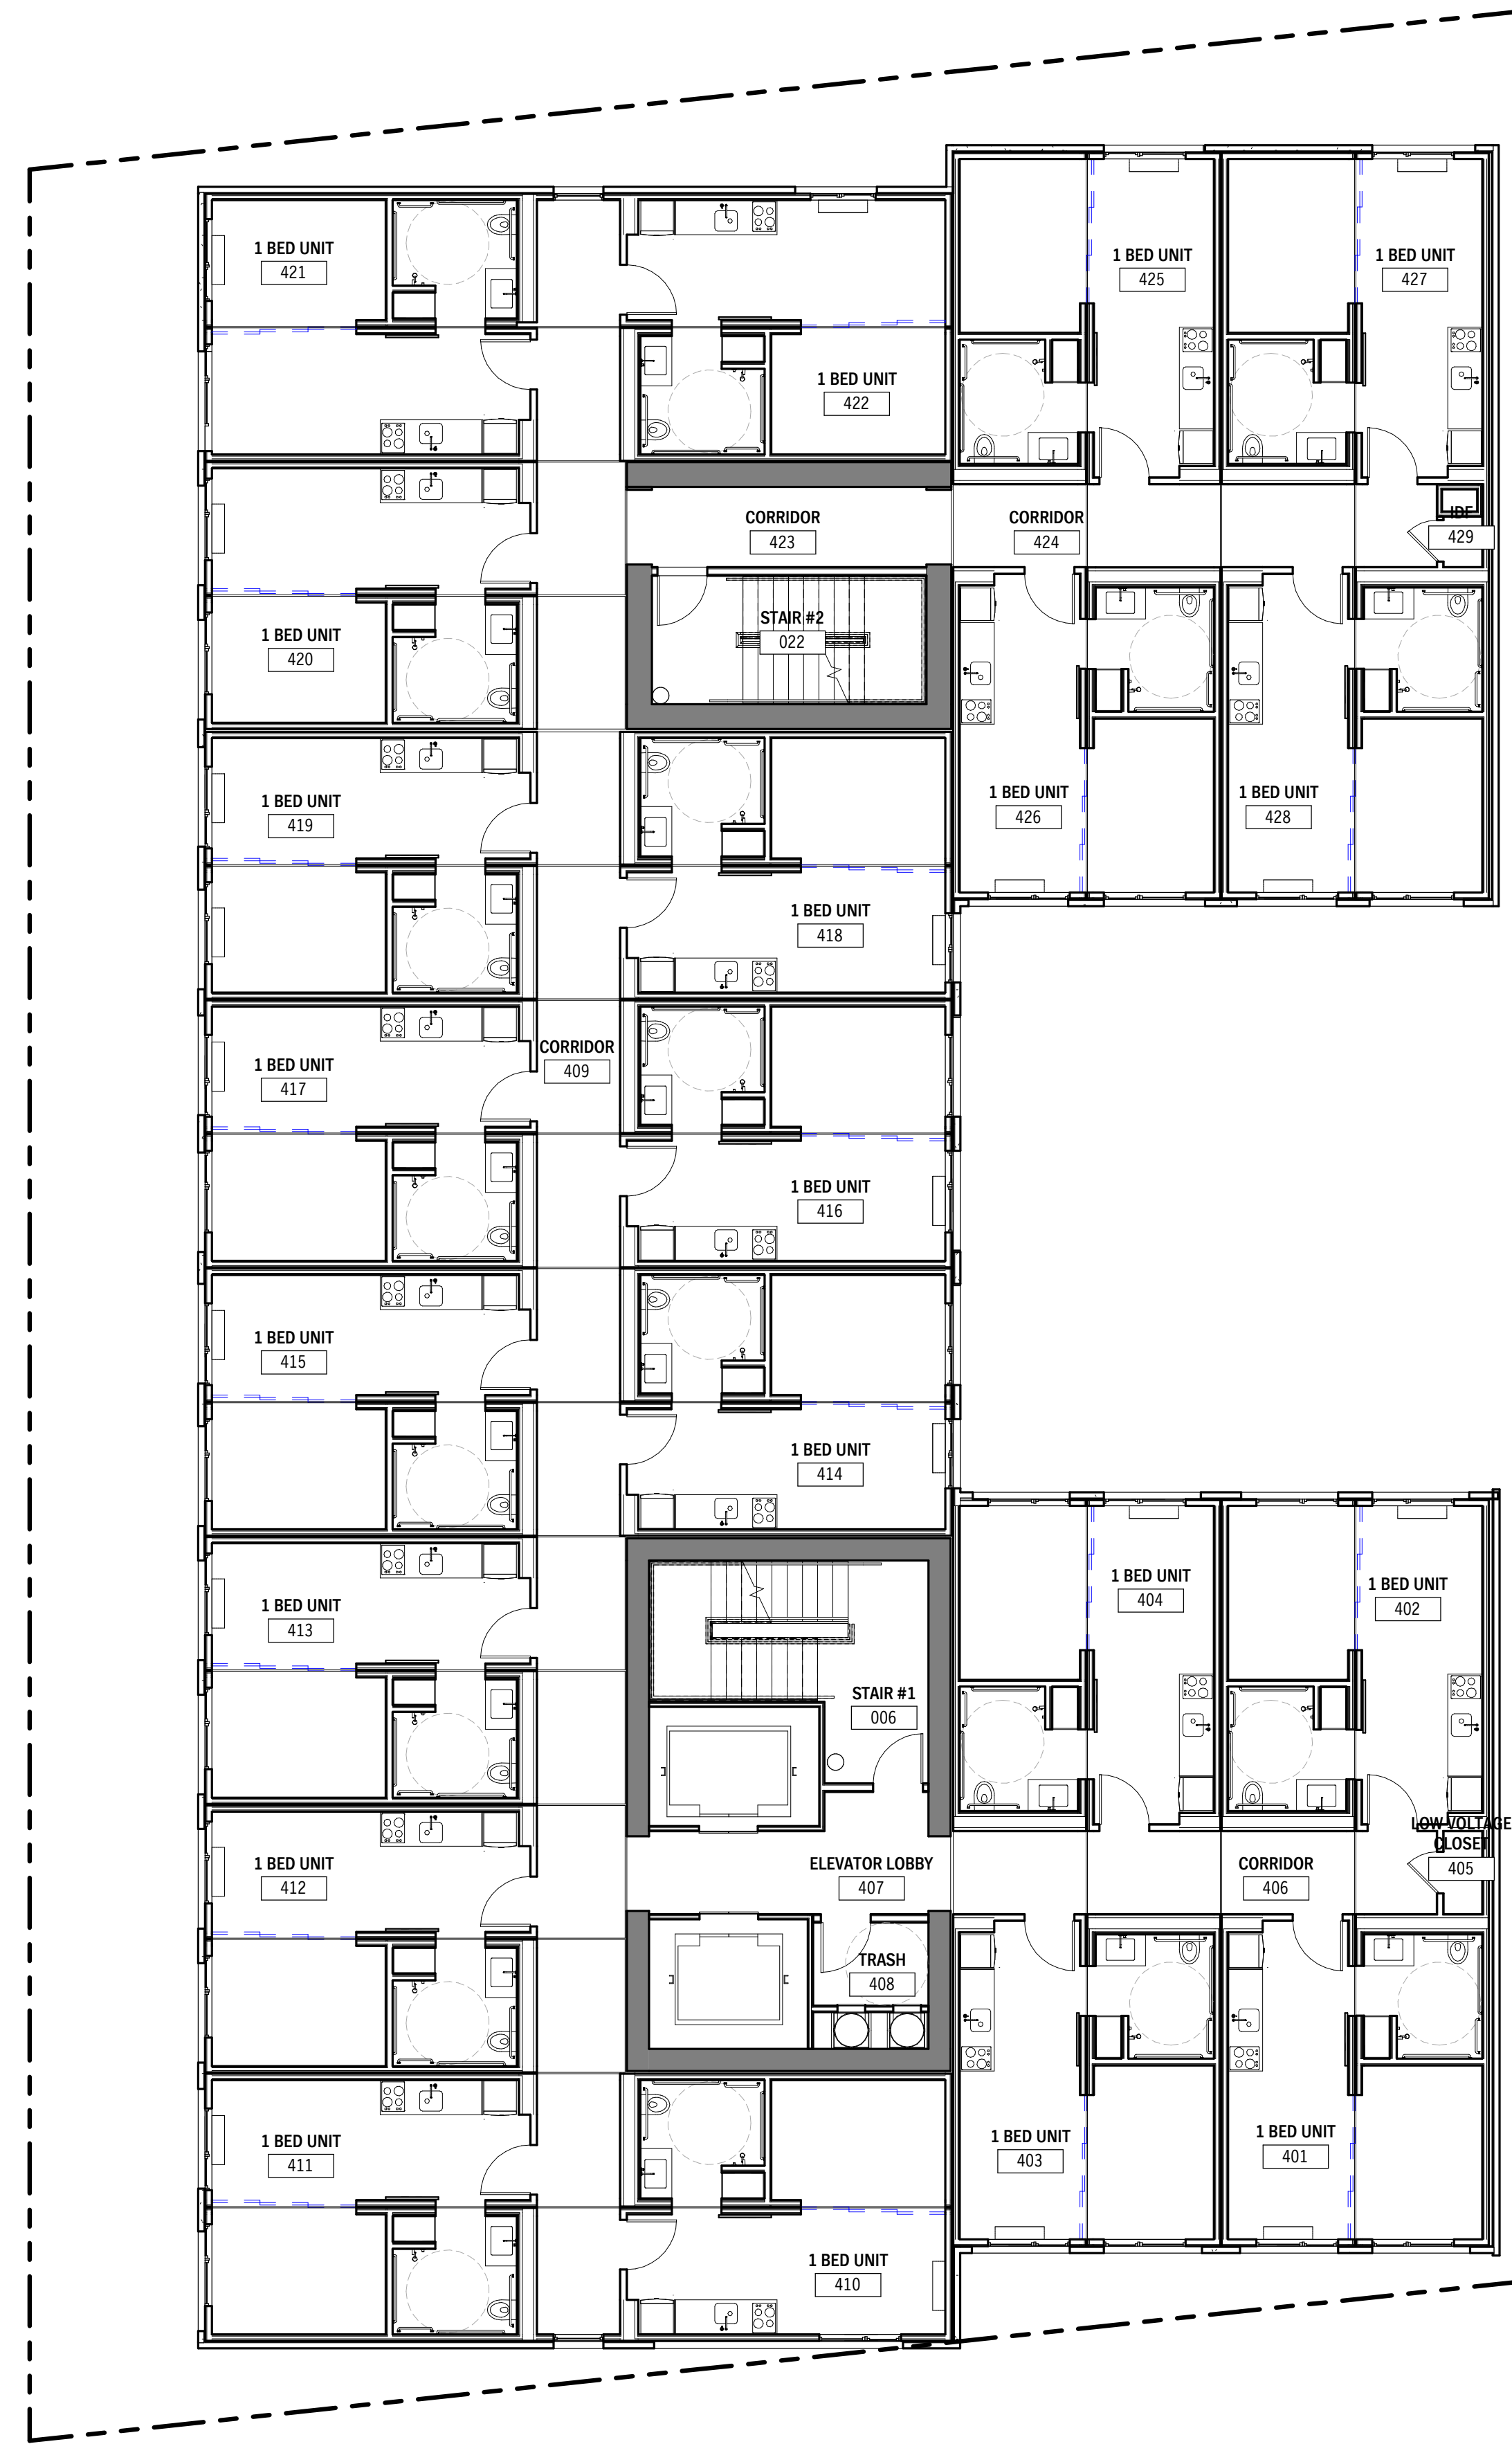 1 BED UNIT
421
1 BED UNIT
422
1 BED UNIT
425
1 BED UNIT
427
CORRIDOR
423
CORRIDOR
424
IDF
429
1 BED UNIT
420
STAIR #2
022
1 BED UNIT
419
1 BED UNIT
426
1 BED UNIT
428
1 BED UNIT
418
1 BED UNIT
417
CORRIDOR
409
1 BED UNIT
416
1 BED UNIT
415
1 BED UNIT
414
1 BED UNIT
413
1 BED UNIT
404
1 BED UNIT
402
STAIR #1
006
1 BED UNIT
412
ELEVATOR LOBBY
407
CORRIDOR
406
LOW VOLTAGE
CLOSET
405
TRASH
408
1 BED UNIT
411
1 BED UNIT
403
1 BED UNIT
401
1 BED UNIT
410